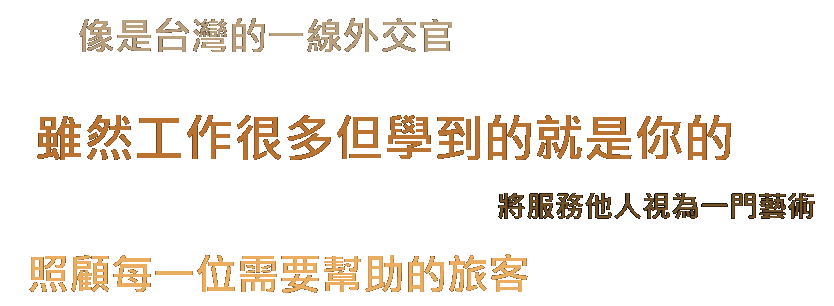 像是台灣的一線外交官
雖然工作很多但學到的就是你的
將服務他人視為一門藝術
照顧每一位需要幫助的旅客